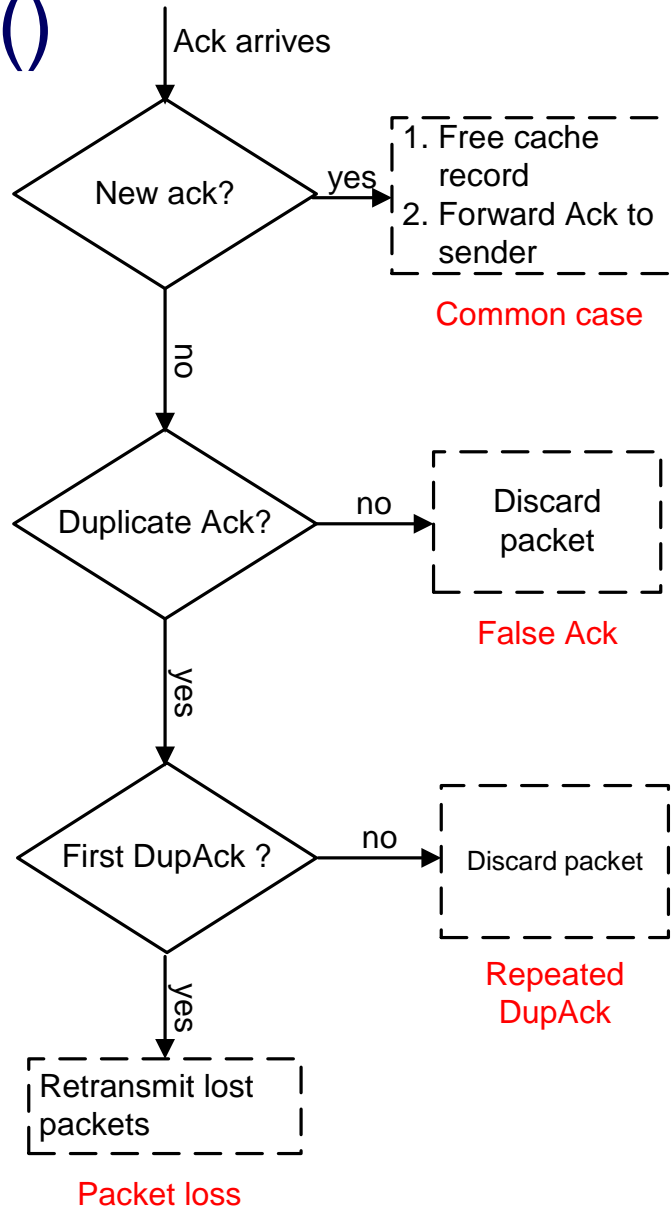 ()
Ack arrives
New ack?
yes
1. Free cache
record
2. Forward Ack to
sender
Common case
no
Duplicate Ack?
no
Discard
packet
False Ack
yes
First DupAck ?
no
Discard packet
Repeated
DupAck
yes
Retransmit lost
packets
Packet loss